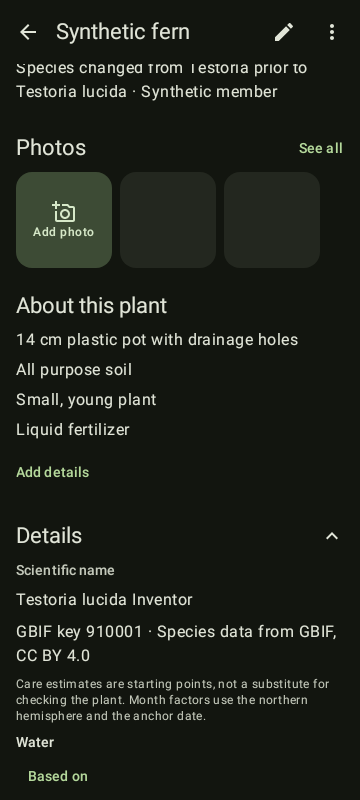 Synthetic fern
Species changed from Testoria prior to
Testoria lucida · Synthetic member
Photos
See all
Add photo
About this plant
14 cm plastic pot with drainage holes
All purpose soil
Small, young plant
Liquid fertilizer
Add details
Details
Scientific name
Testoria lucida Inventor
GBIF key 910001 · Species data from GBIF,
CC BY 4.0
Care estimates are starting points, not a substitute for
checking the plant. Month factors use the northern
hemisphere and the anchor date.
Water
Based on